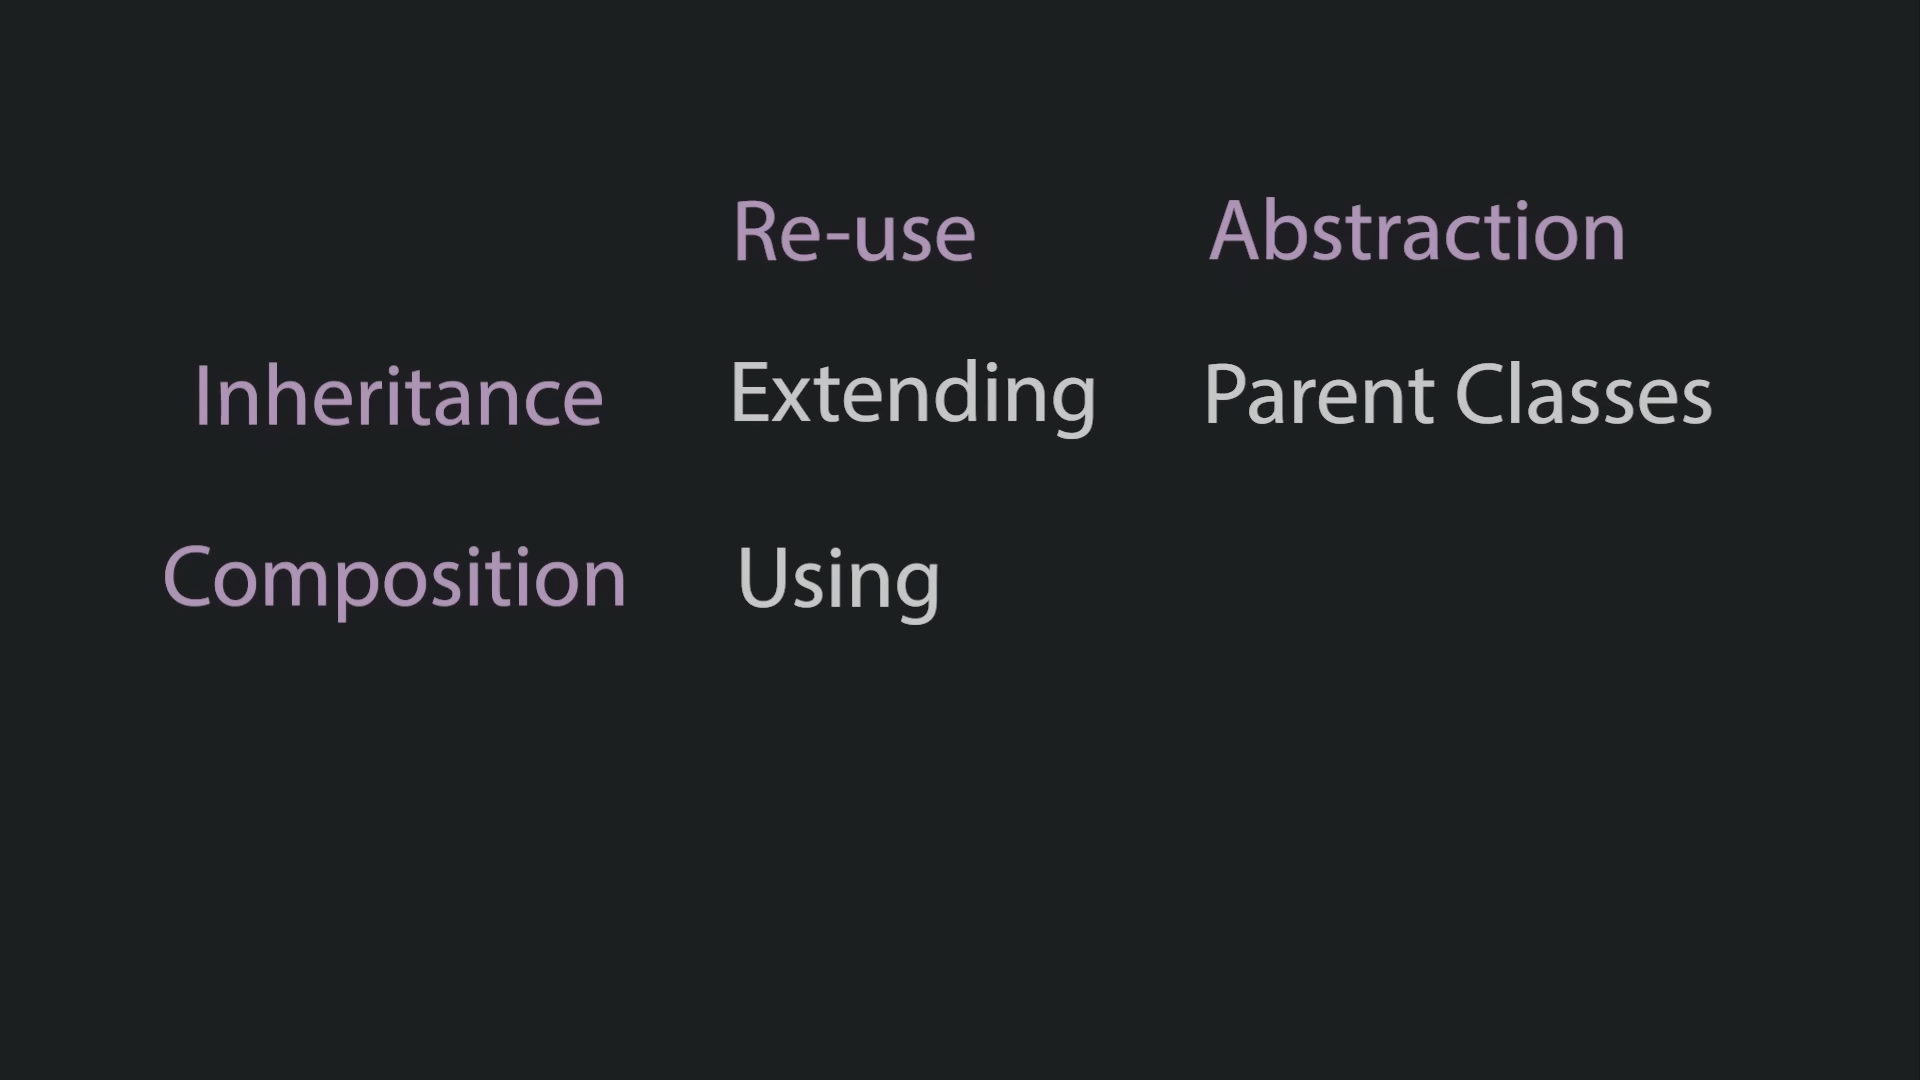 Re-use Abstraction
Inheritance Extending Parent Classes
Composition Using